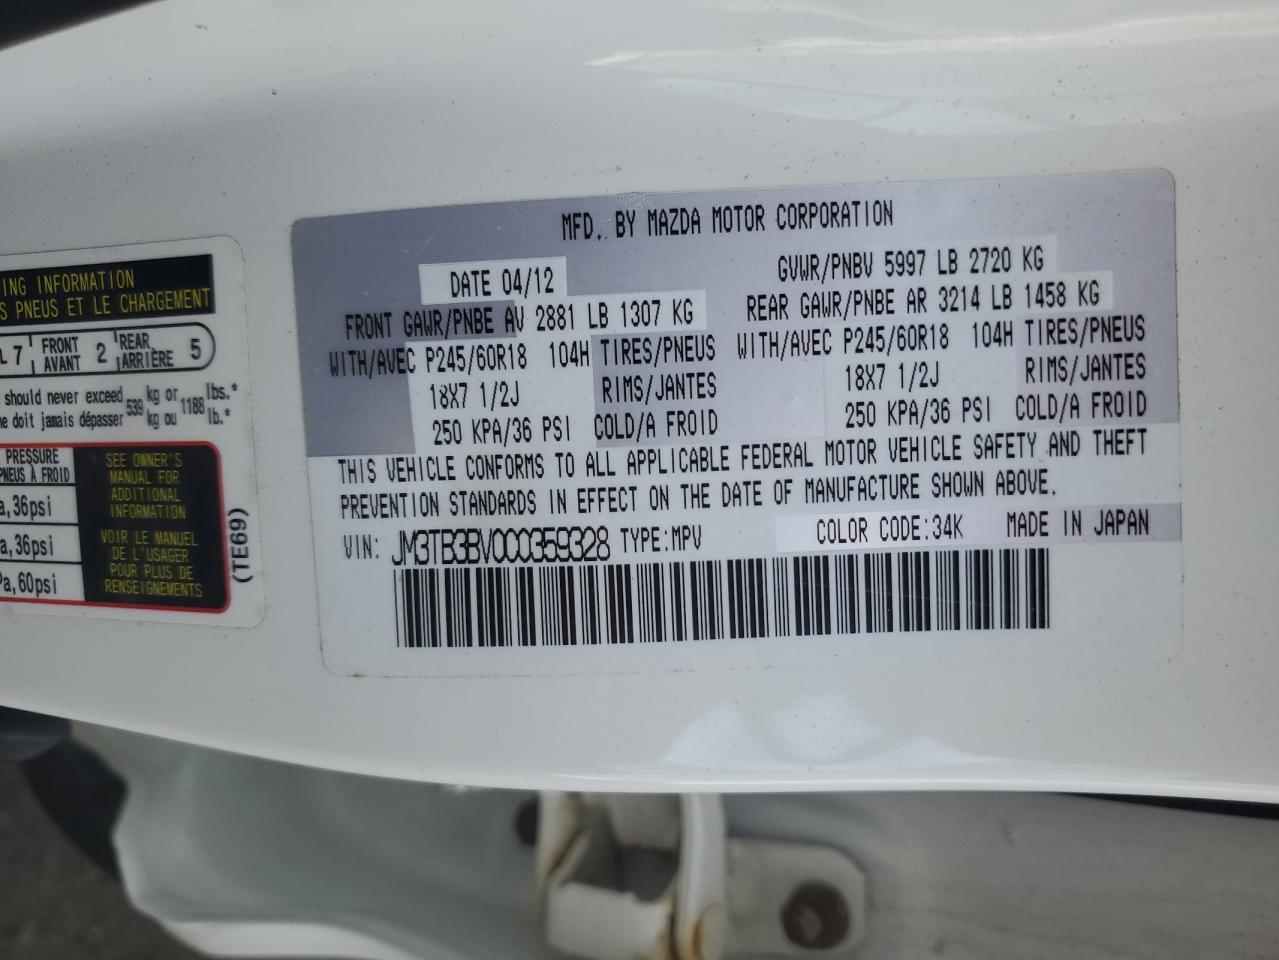 MFD. BY MAZDA MOTOR CORPORATION
DATE 04/12
GVWR/PNBV 5997 LB 2720 KG
FRONT GAWR/PNBE AV 2881 LB 1307 KG
REAR GAWR/PNBE AR 3214 LB 1458 KG
WITH/AVEC P245/60R18 104H TIRES/PNEUS
WITH/AVEC P245/60R18 104H TIRES/PNEUS
18X7 1/2J RIMS/JANTES
18X7 1/2J RIMS/JANTES
250 KPA/36 PSI COLD/A FROID
250 KPA/36 PSI COLD/A FROID
THIS VEHICLE CONFORMS TO ALL APPLICABLE FEDERAL MOTOR VEHICLE SAFETY AND THEFT
PREVENTION STANDARDS IN EFFECT ON THE DATE OF MANUFACTURE SHOWN ABOVE.
VIN: JM3TB3BV0C0359328 TYPE:MPV COLOR CODE:34K MADE IN JAPAN
ING INFORMATION
S PNEUS ET LE CHARGEMENT
L 7 FRONT AVANT 2 REAR ARRIÈRE 5
should never exceed 539 kg or 1188 lbs.*
ne doit jamais dépasser 539 kg ou 1188 lb.*
PRESSURE
PNEUS À FROID
a, 36psi
a, 36psi
Pa, 60psi
SEE OWNER'S
MANUAL FOR
ADDITIONAL
INFORMATION
VOIR LE MANUEL
DE L'USAGER
POUR PLUS DE
RENSEIGNEMENTS
(TE69)